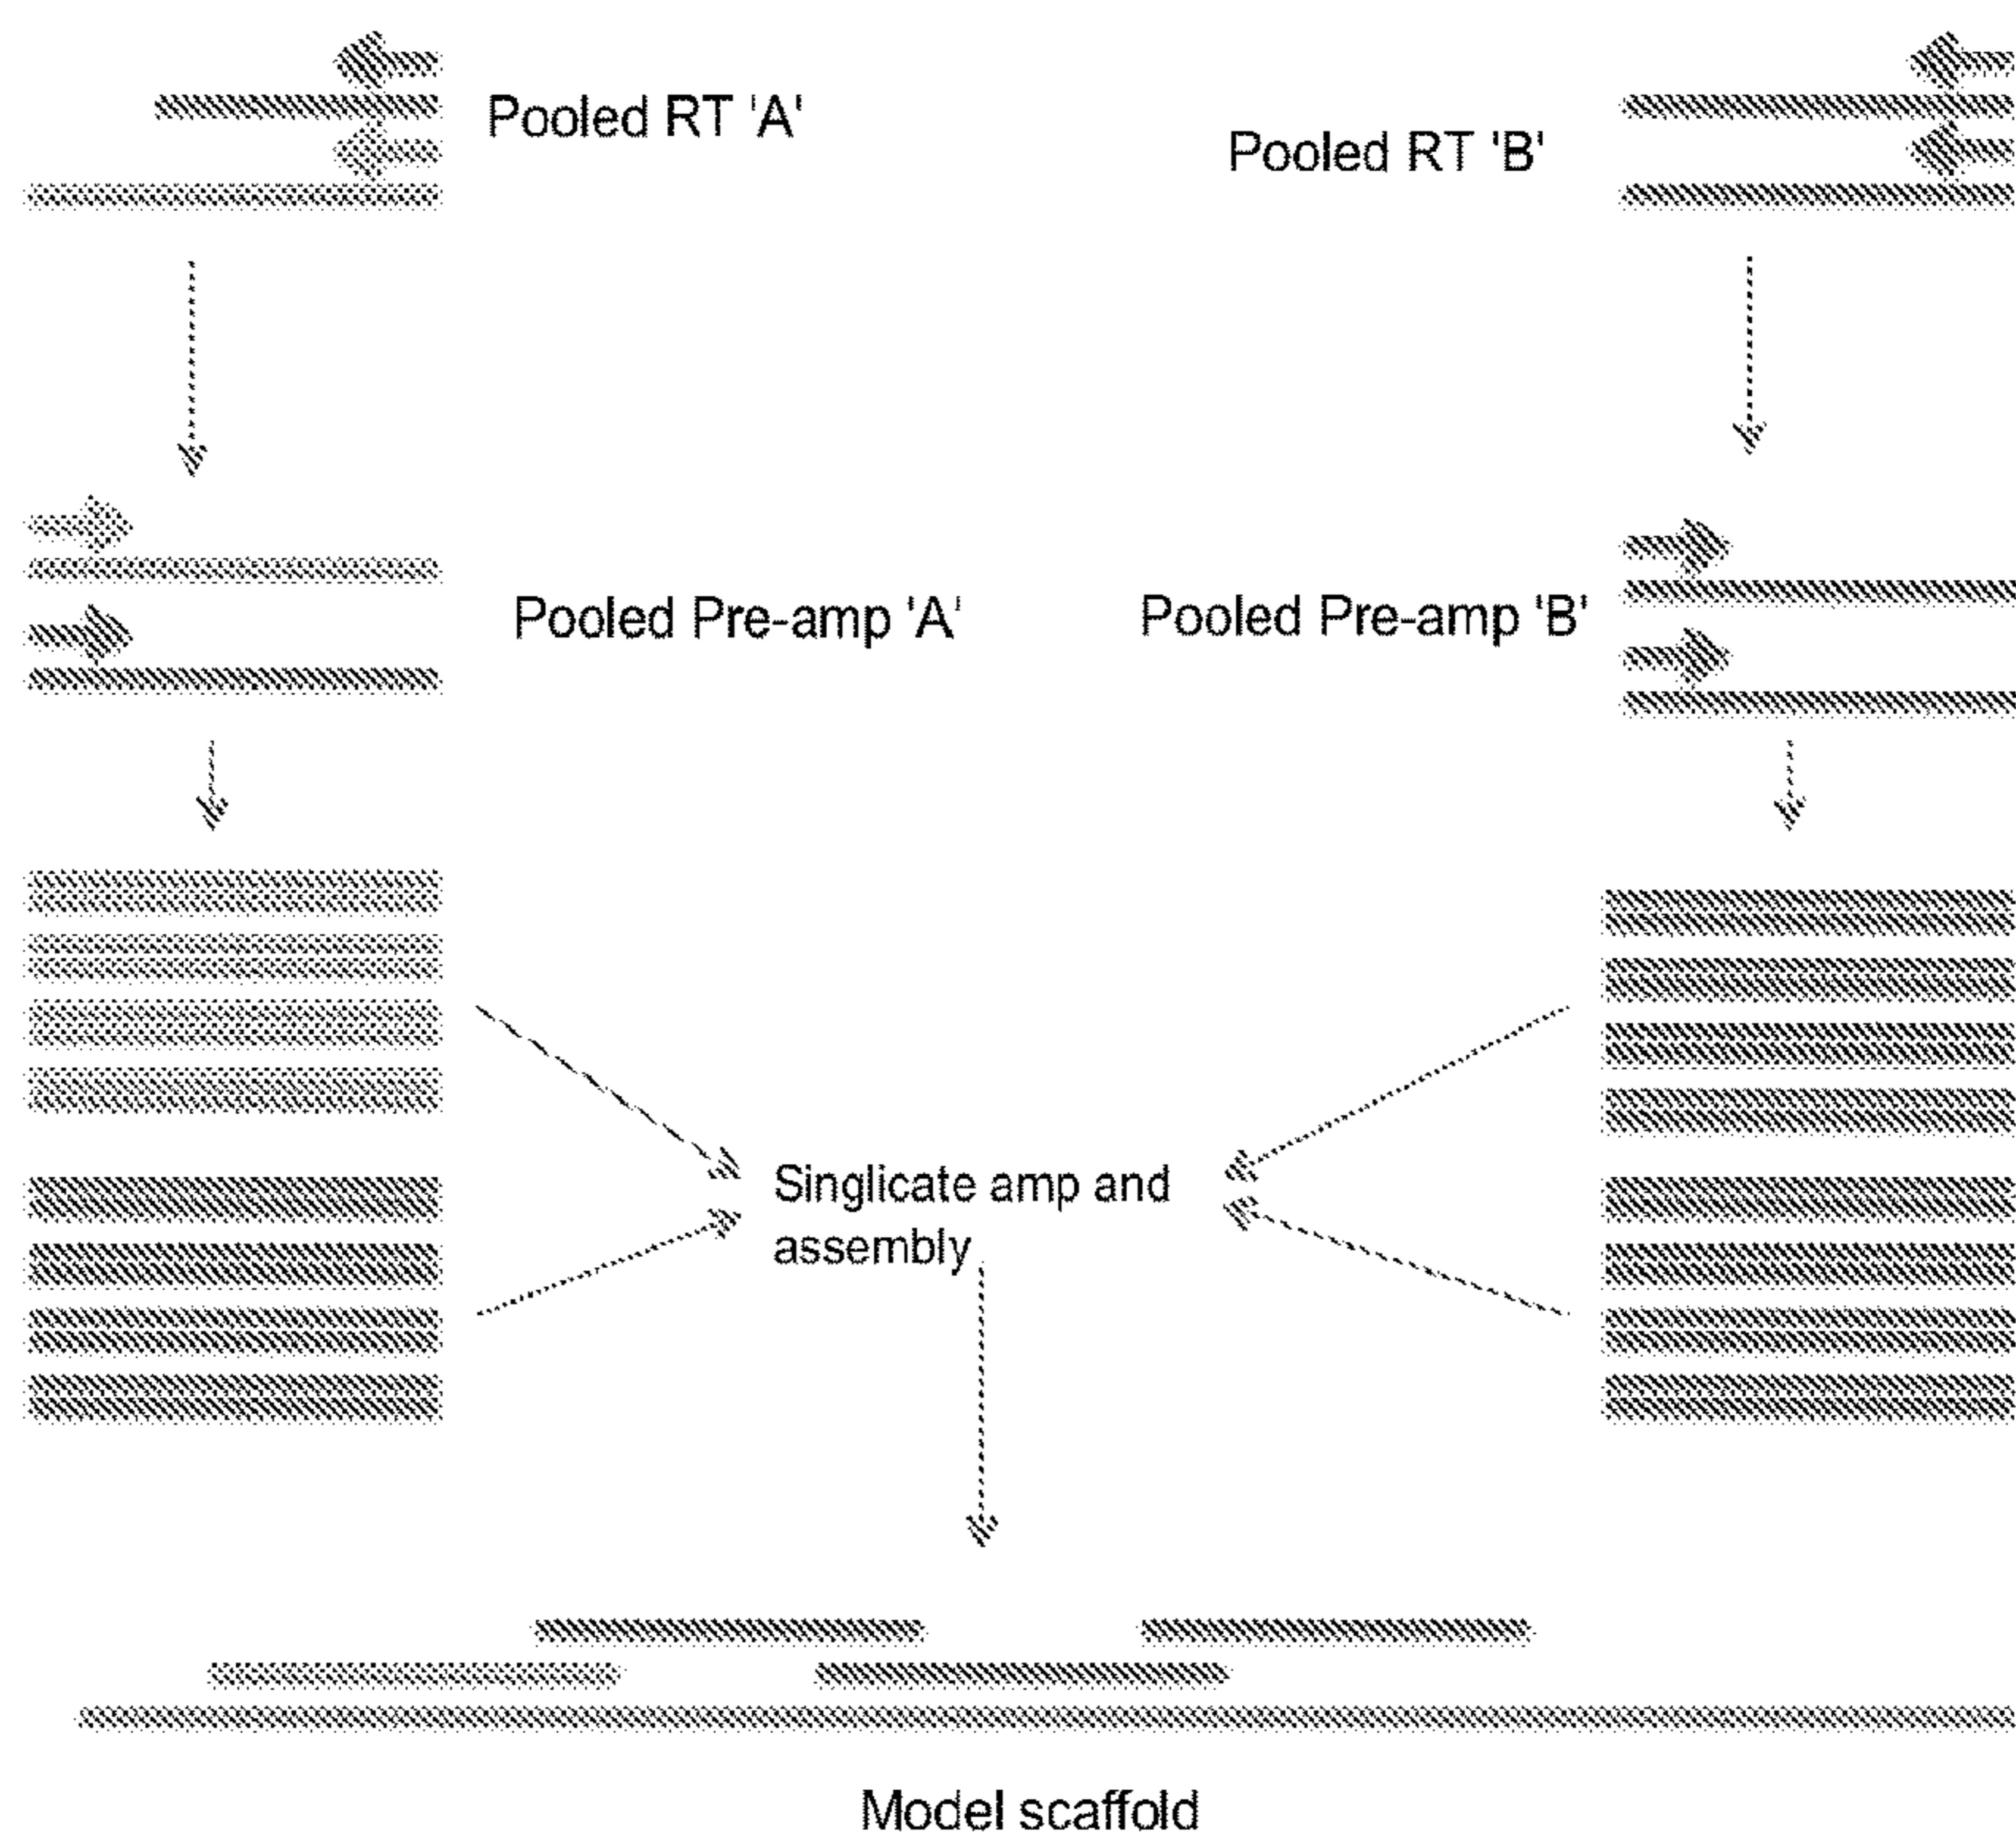 Pooled RT 'A'
Pooled RT 'B'
Pooled Pre-amp 'A'
Pooled Pre-amp 'B'
Singlicate amp and
assembly
Model scaffold